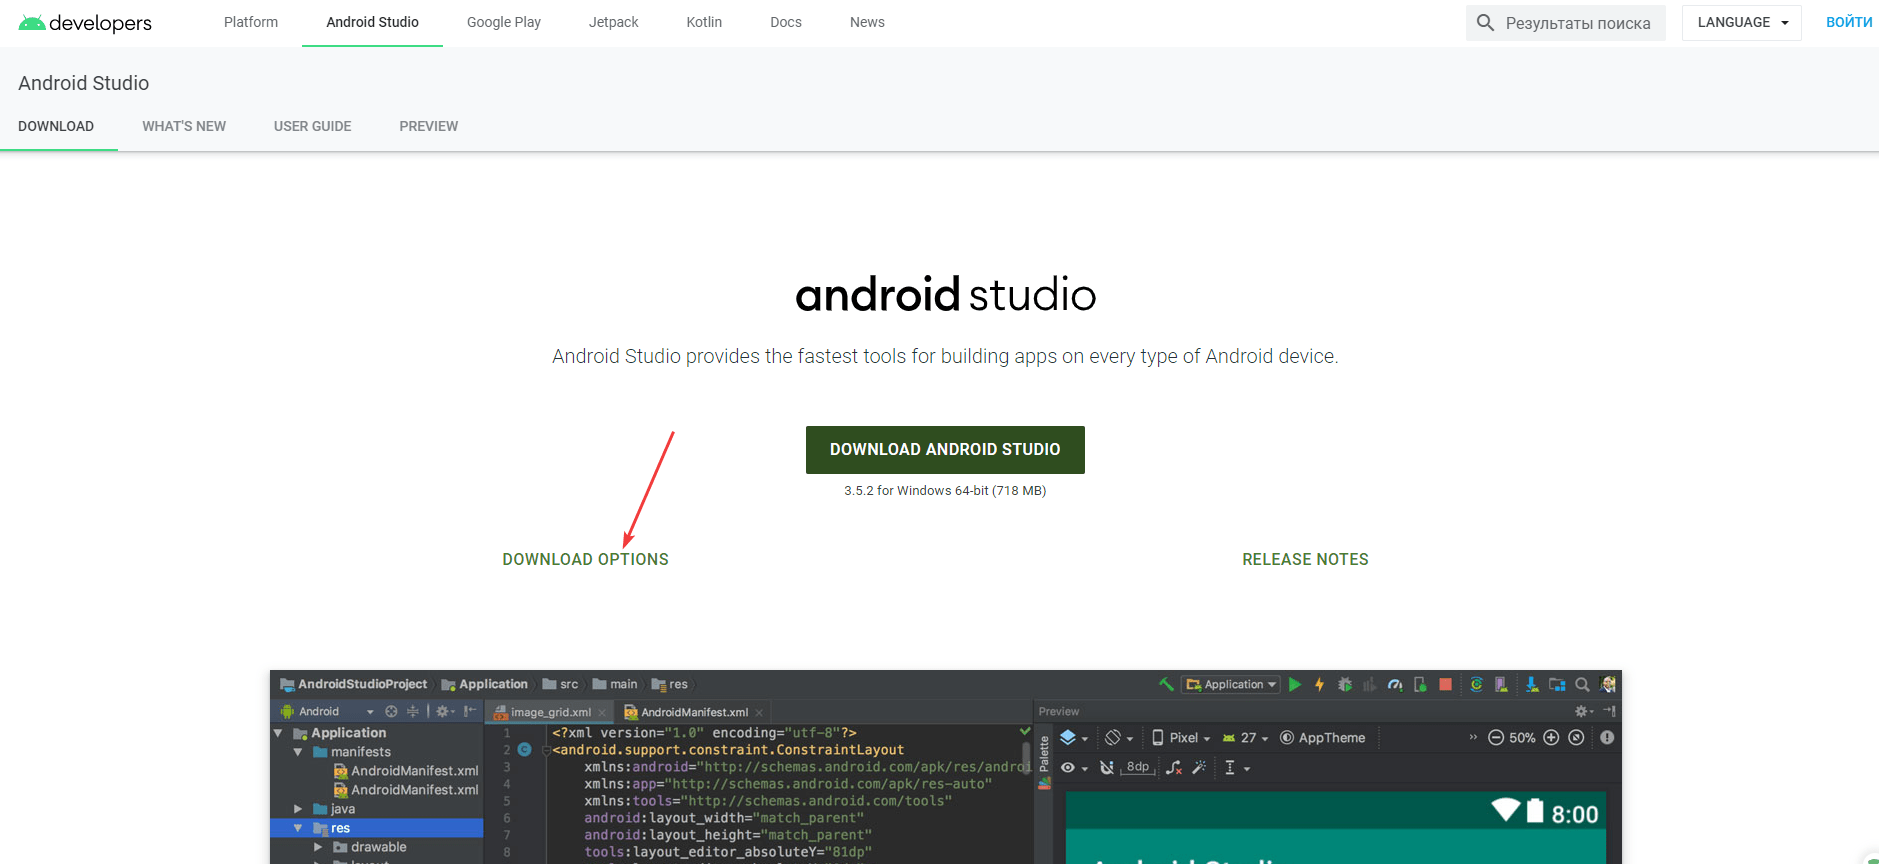 developers Platform Android Studio Google Play Jetpack Kotlin Docs News Результаты поиска LANGUAGE ВОЙТИ
Android Studio
DOWNLOAD WHAT'S NEW USER GUIDE PREVIEW
android studio
Android Studio provides the fastest tools for building apps on every type of Android device.
DOWNLOAD ANDROID STUDIO
3.5.2 for Windows 64-bit (718 MB)
DOWNLOAD OPTIONS RELEASE NOTES
AndroidStudioProject Application src main res Application
Android image_grid.xml AndroidManifest.xml Preview
Application 1 <?xml version="1.0" encoding="utf-8"?>
manifests 2 <android.support.constraint.ConstraintLayout
AndroidManifest.xml 3 xmlns:android="http://schemas.android.com/apk/res/androi
AndroidManifest.xml 4 xmlns:app="http://schemas.android.com/apk/res-auto"
java 5 xmlns:tools="http://schemas.android.com/tools"
res 6 android:layout_width="match_parent"
7 android:layout_height="match_parent"
drawable 8 tools:layout_editor_absoluteY="81dp"
Palette
Pixel 27 AppTheme 50%
8dp
8:00